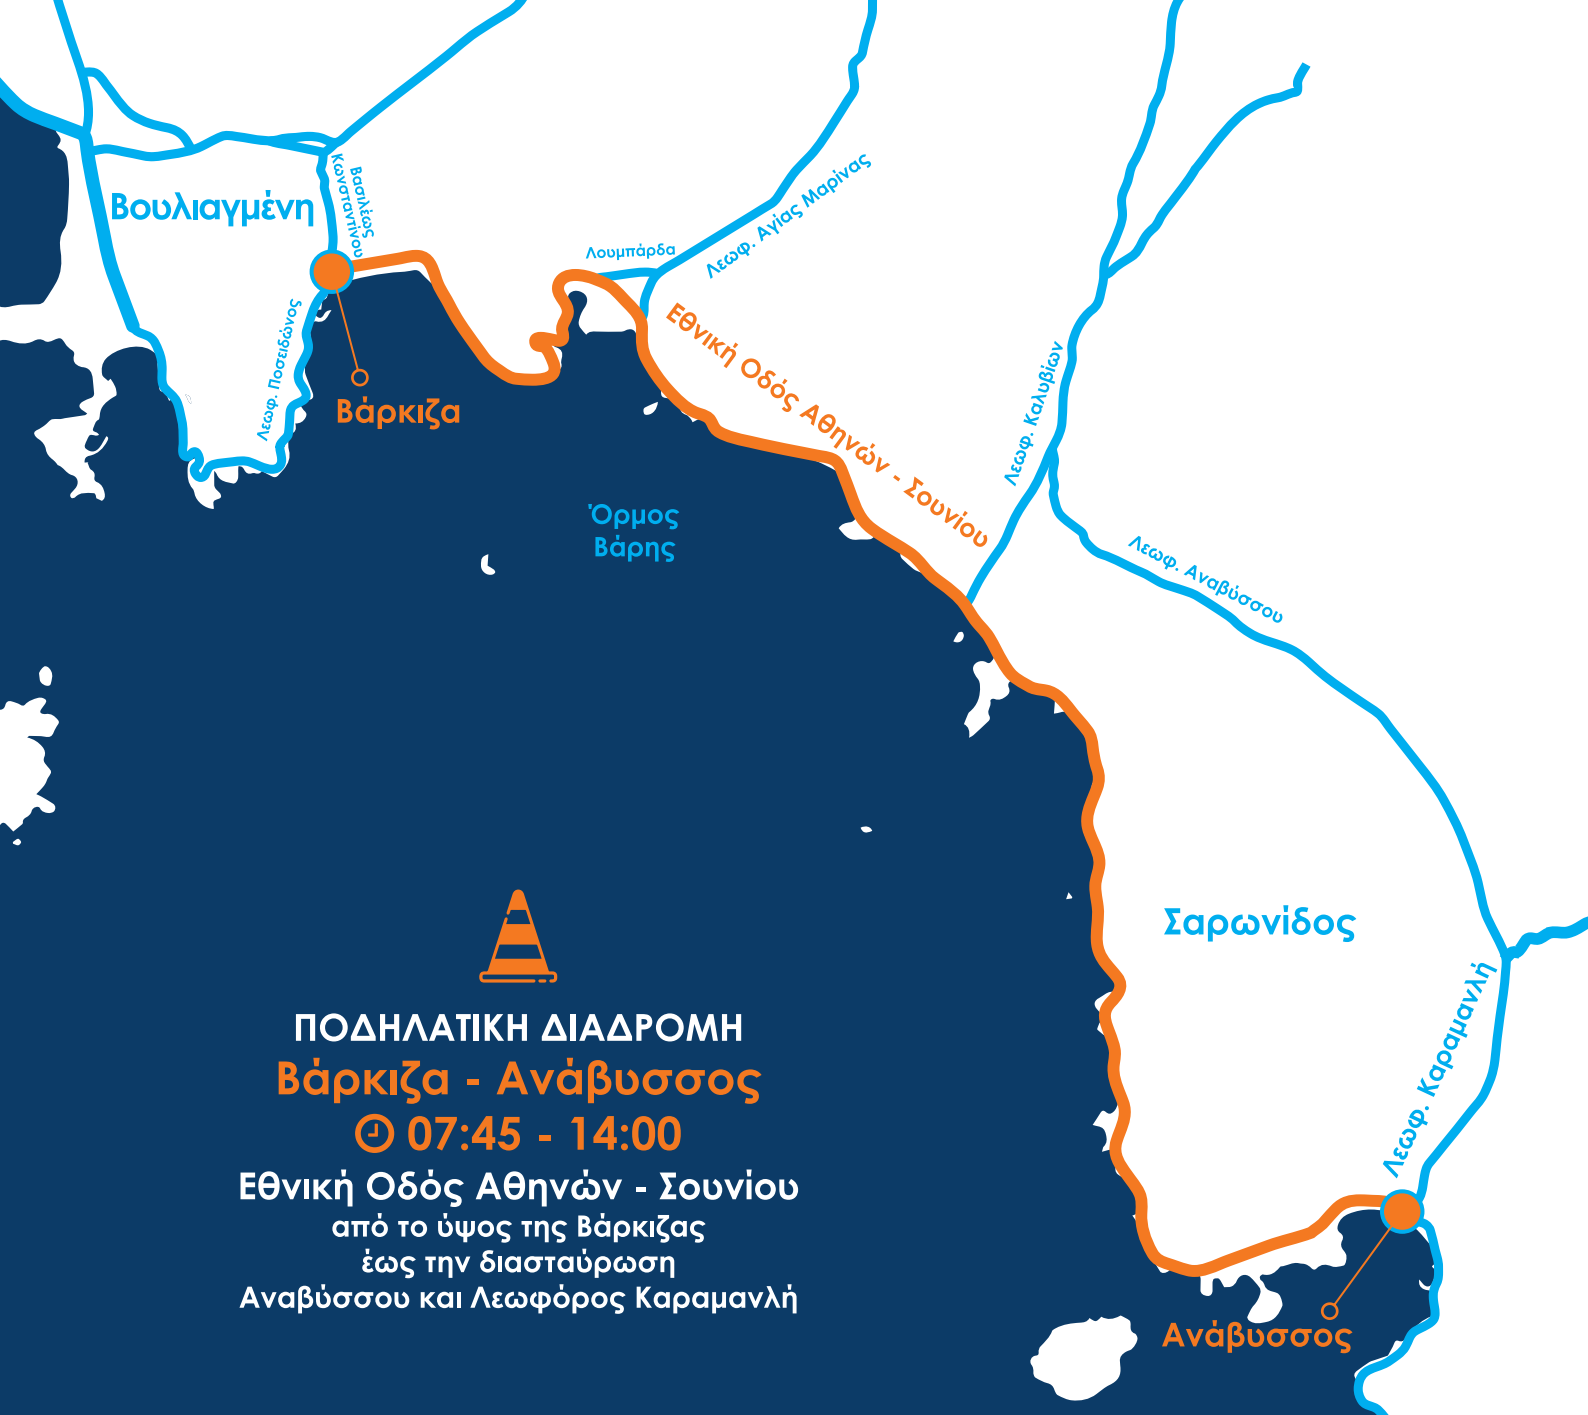 Βασιλέως
Κωνσταντίνου
Βουλιαγμένη
Λεωφ. Αγίας Μαρίνας
Λουμπάρδα
Λεωφ. Ποσειδώνος
Εθνική Οδός Αθηνών - Σουνίου
Βάρκιζα
Λεωφ. Καλυβίων
Όρμος
Βάρης
Λεωφ. Αναβύσσου
Σαρωνίδος
Λεωφ. Καραμανλή
ΠΟΔΗΛΑΤΙΚΗ ΔΙΑΔΡΟΜΗ
Βάρκιζα - Ανάβυσσος
07:45 - 14:00
Εθνική Οδός Αθηνών - Σουνίου
από το ύψος της Βάρκιζας
έως την διασταύρωση
Αναβύσσου και Λεωφόρος Καραμανλή
Ανάβυσσος